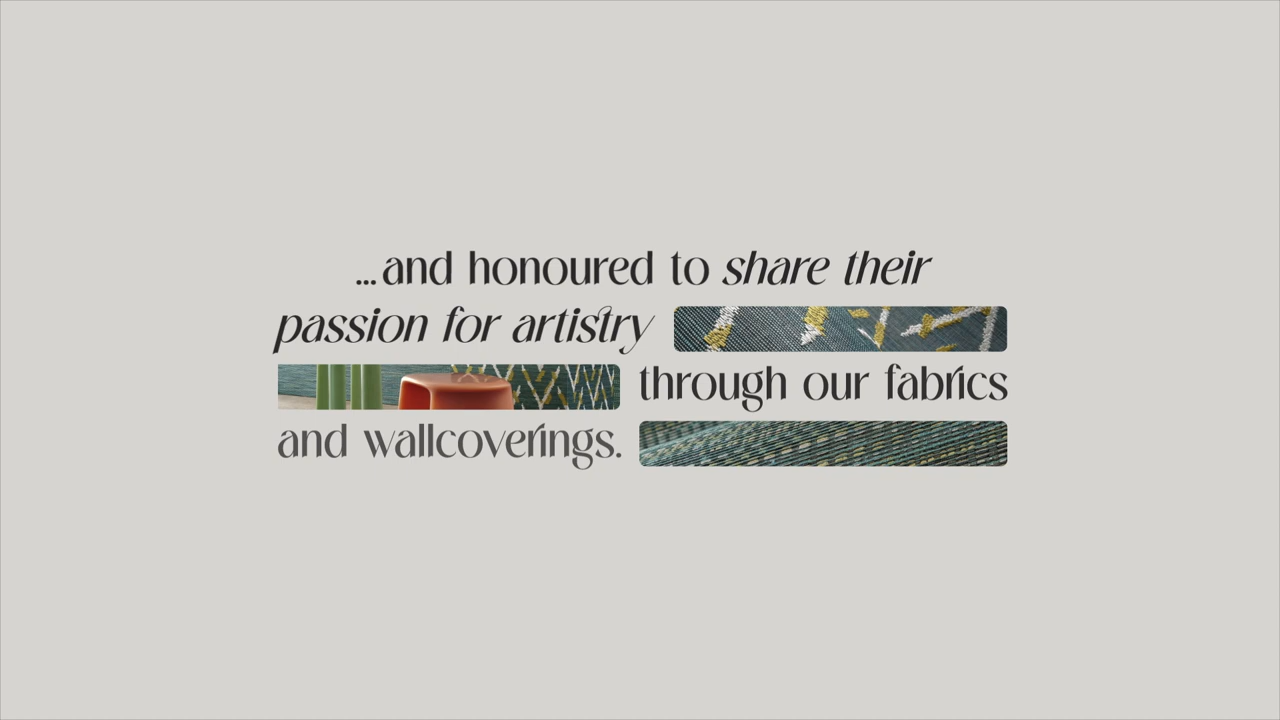 ...and honoured to share their
passion for artistry
through our fabrics
and wallcoverings.